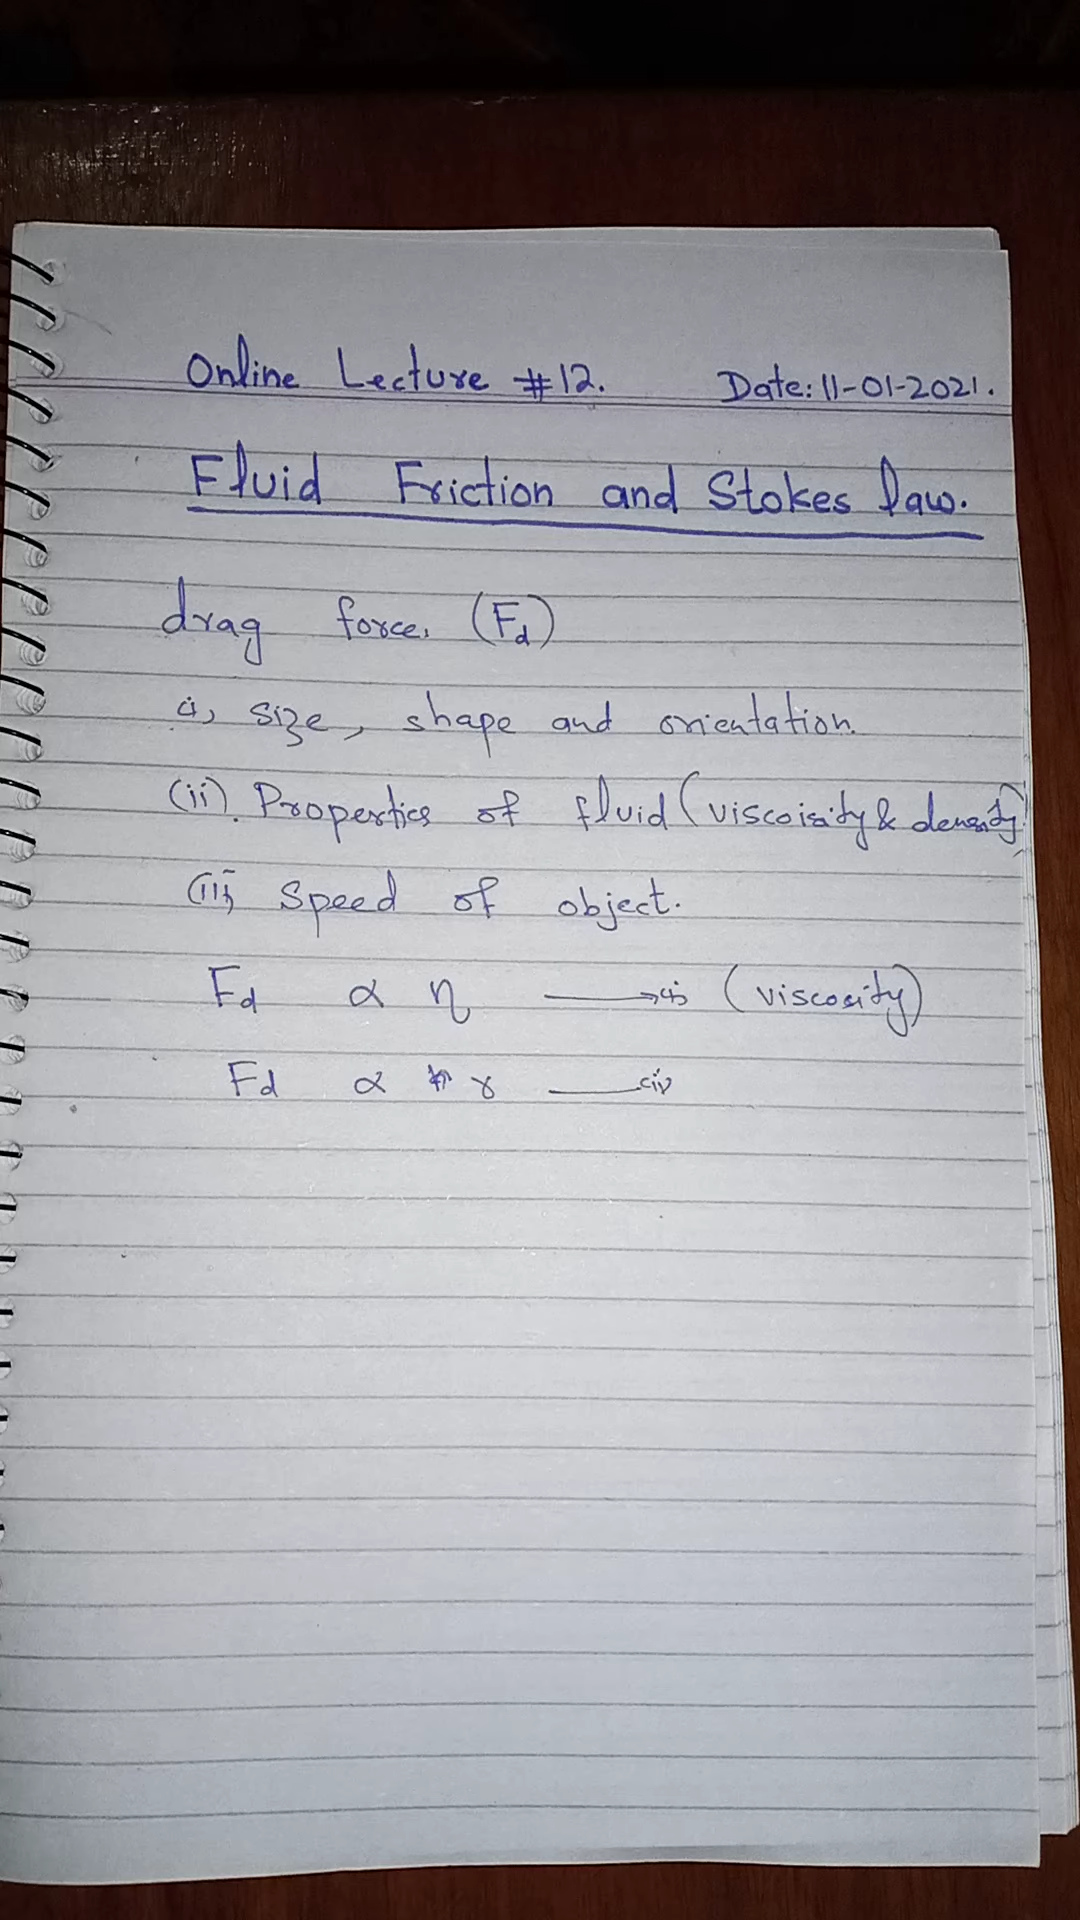 Online Lecture #12. Date: 11-01-2021.
Fluid Friction and Stokes law.
drag force. (Fd)
(i) size, shape and orientation.
(ii). Properties of fluid (viscoisity & density)
(iii) Speed of object.
Fd ∝ η → (i) (viscosity)
Fd ∝ r — (ii)